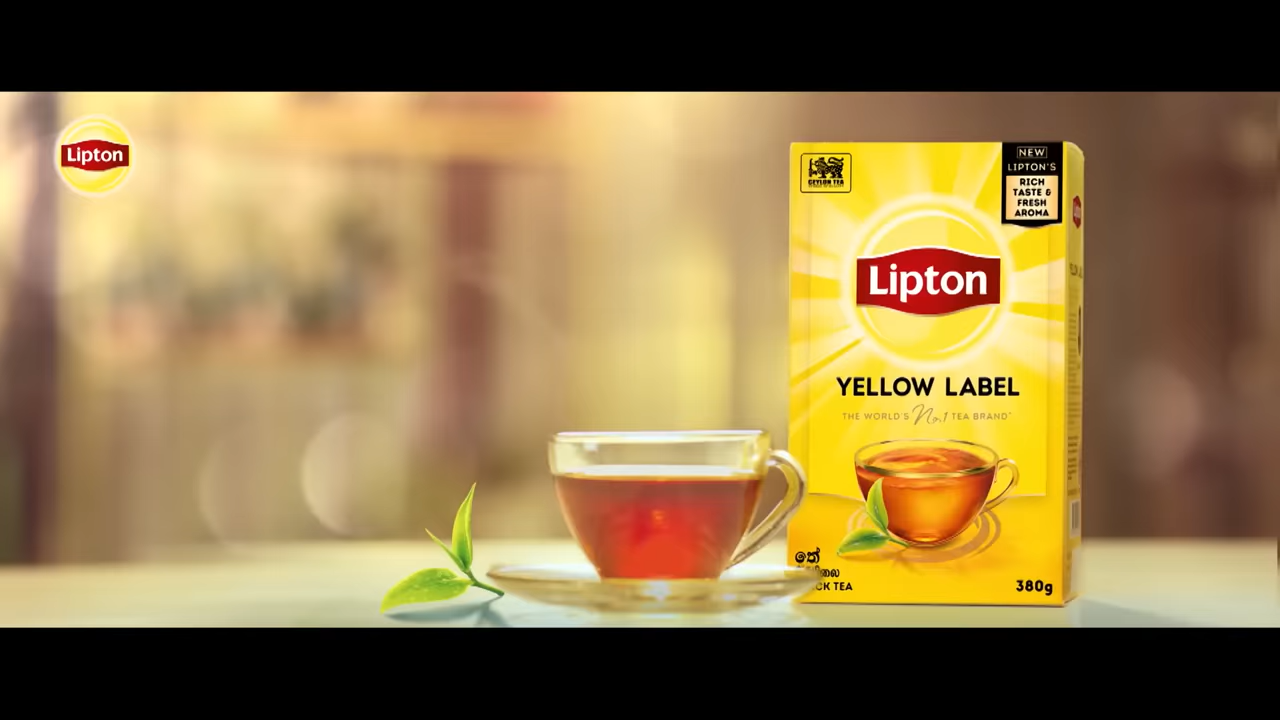 Lipton
CEYLON TEA
NEW
LIPTON'S
RICH
TASTE &
FRESH
AROMA
Lipton
YELLOW LABEL
THE WORLD'S No.1 TEA BRAND*
තේ
CK TEA
380g